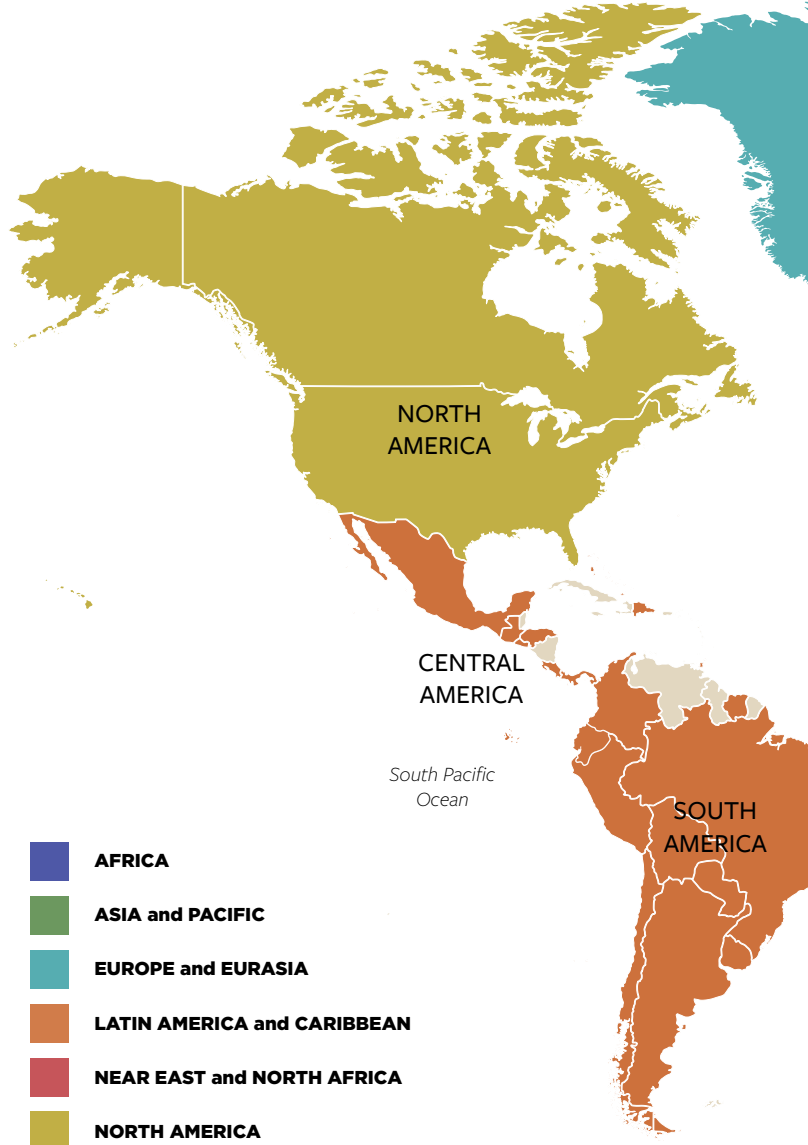 NORTH
AMERICA
CENTRAL
AMERICA
South Pacific
Ocean
SOUTH
AMERICA
AFRICA
ASIA and PACIFIC
EUROPE and EURASIA
LATIN AMERICA and CARIBBEAN
NEAR EAST and NORTH AFRICA
NORTH AMERICA